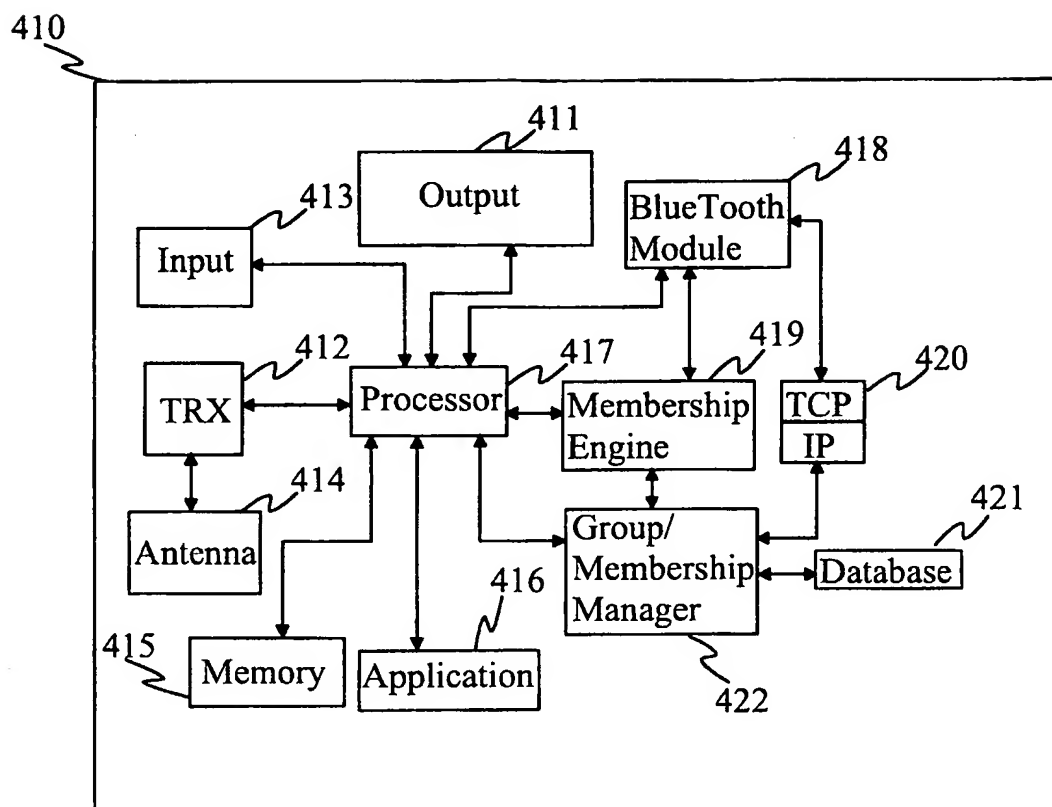 410
411
Output
413
Input
418
BlueTooth
Module
412
TRX
417
Processor
419
Membership
Engine
420
TCP
IP
414
Antenna
Group/
Membership
Manager
421
Database
416
415
Memory
Application
422